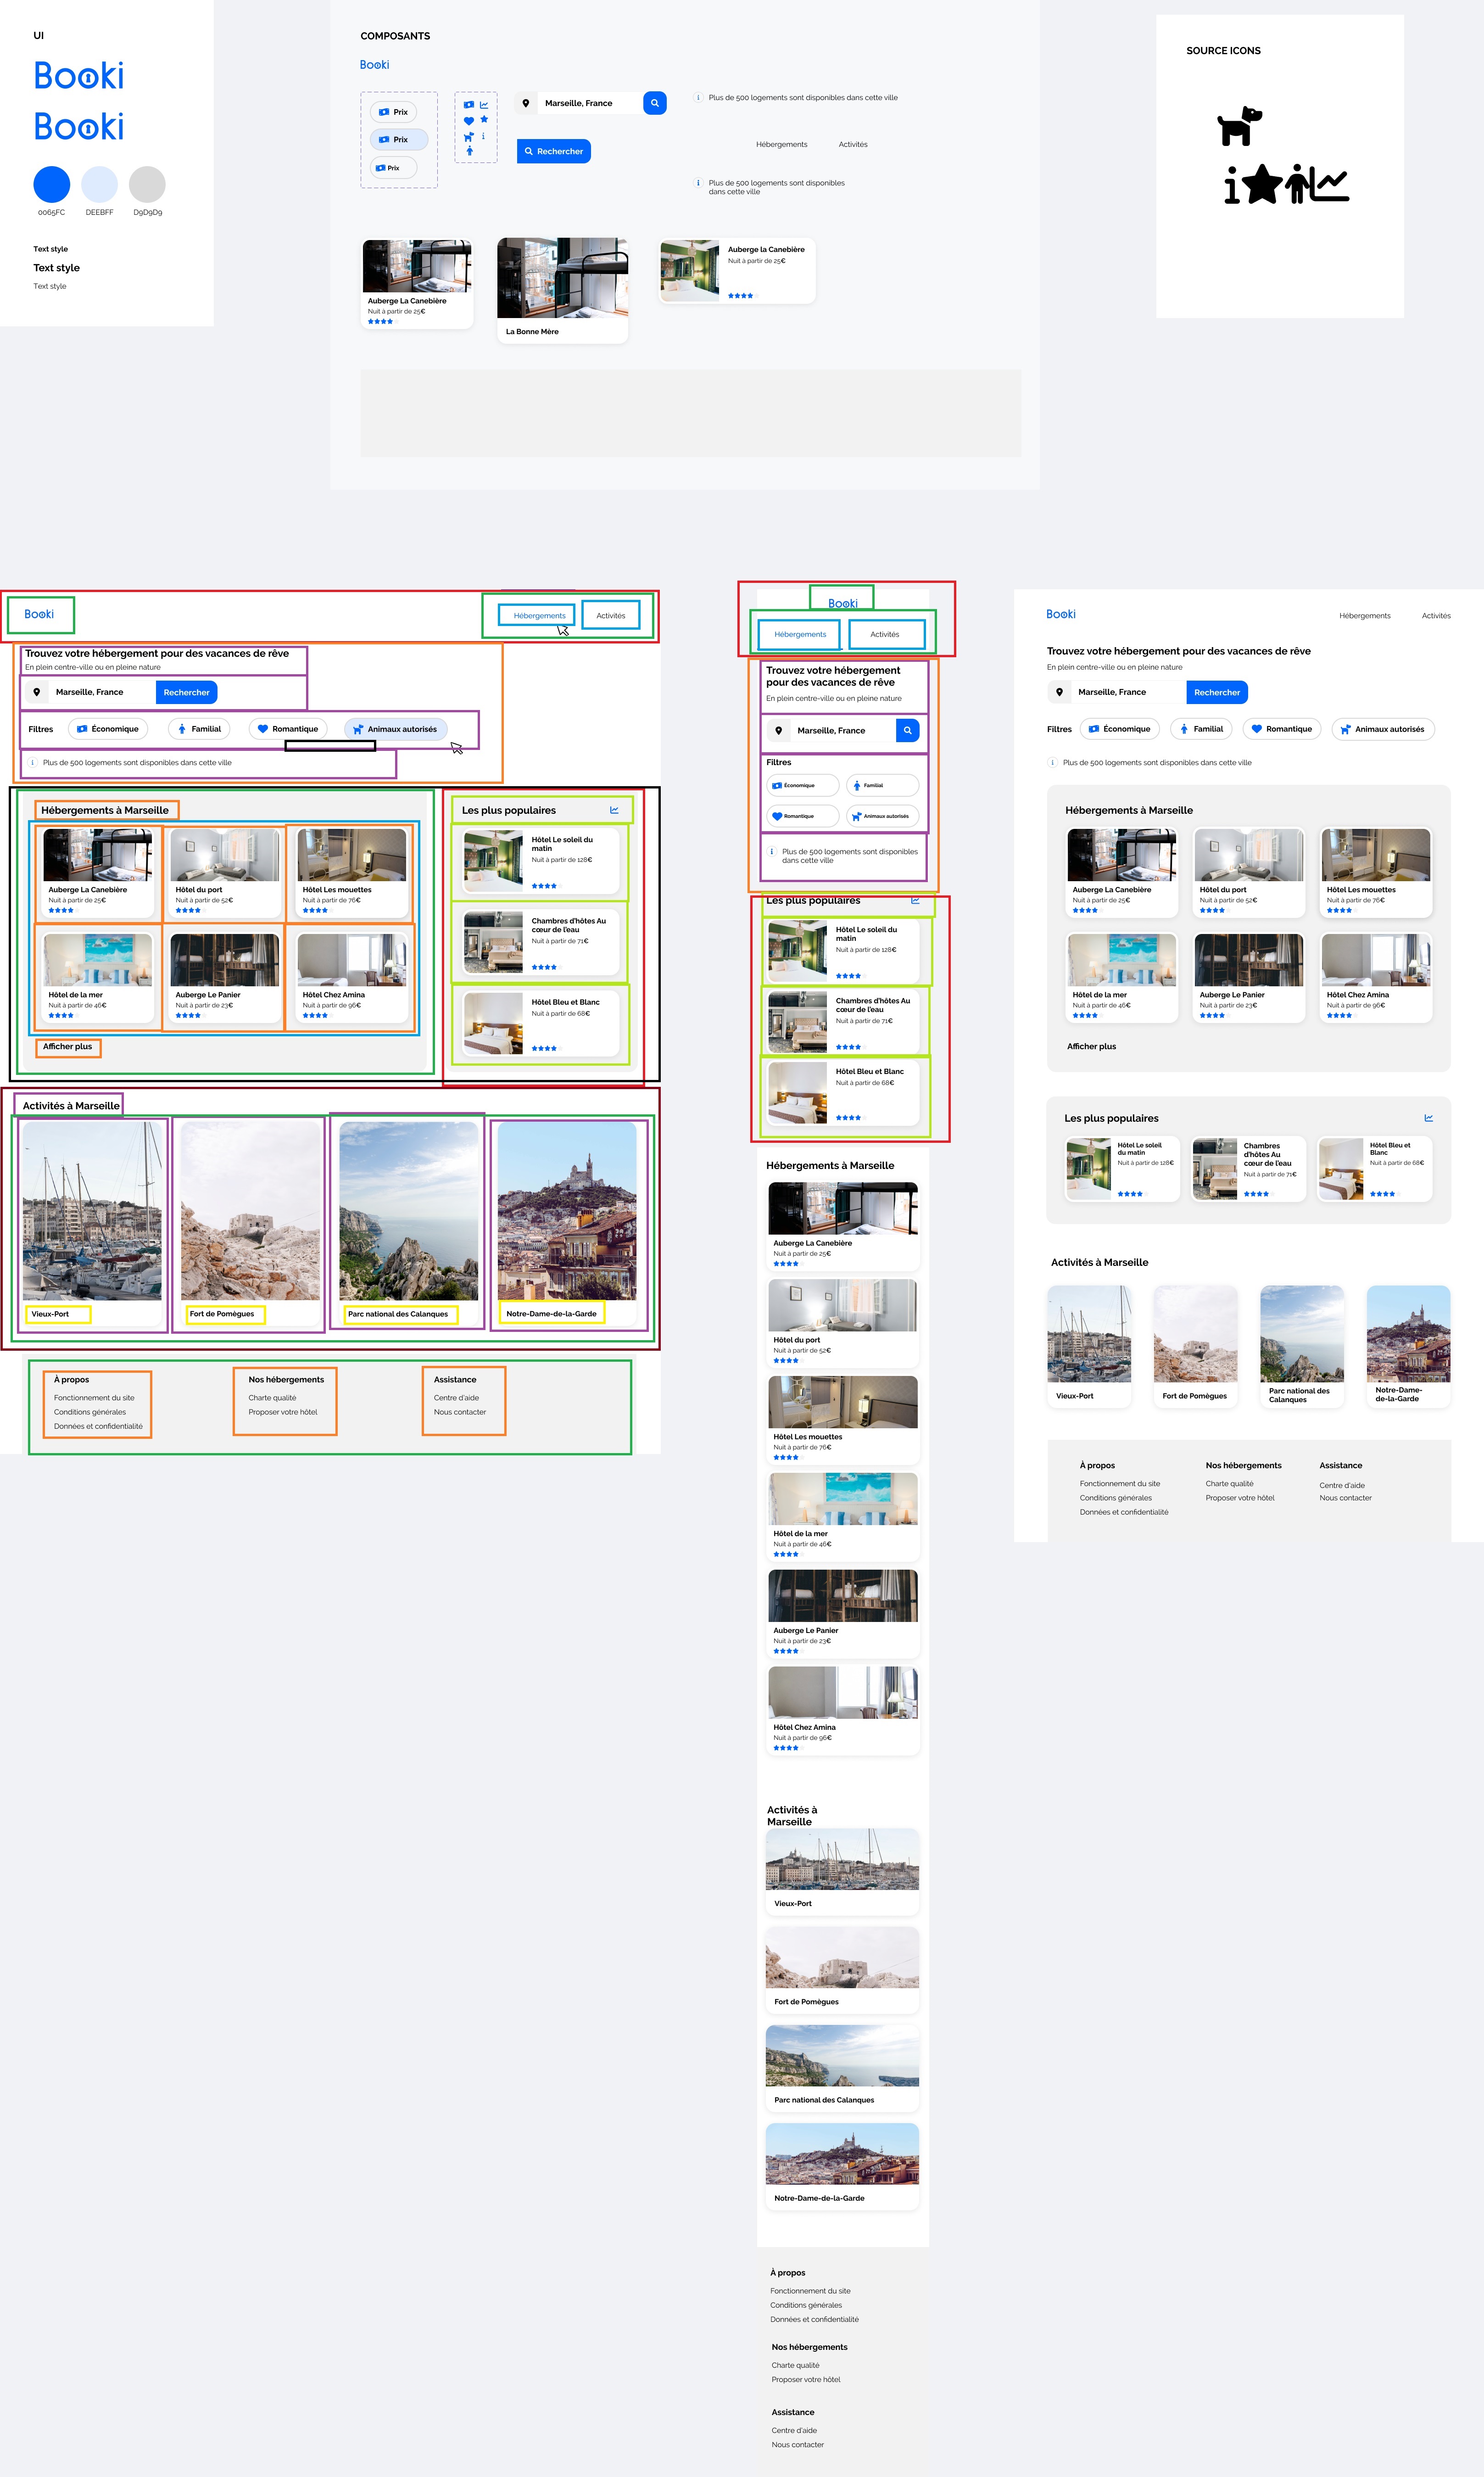 UI
Booki
Booki
0065FC
DEEBFF
D9D9D9
Text style
Text style
Text style
COMPOSANTS
Booki
Prix
Prix
Prix
Marseille, France
Rechercher
Plus de 500 logements sont disponibles dans cette ville
Hébergements
Activités
Plus de 500 logements sont disponibles
dans cette ville
Auberge La Canebière
Nuit à partir de 25€
La Bonne Mère
Auberge la Canebière
Nuit à partir de 25€
SOURCE ICONS
Booki
Hébergements
Activités
Trouvez votre hébergement pour des vacances de rêve
En plein centre-ville ou en pleine nature
Marseille, France
Rechercher
Filtres
Économique
Familial
Romantique
Animaux autorisés
Plus de 500 logements sont disponibles dans cette ville
Hébergements à Marseille
Auberge La Canebière
Nuit à partir de 25€
Hôtel du port
Nuit à partir de 52€
Hôtel Les mouettes
Nuit à partir de 76€
Hôtel de la mer
Nuit à partir de 46€
Auberge Le Panier
Nuit à partir de 23€
Hôtel Chez Amina
Nuit à partir de 96€
Afficher plus
Les plus populaires
Hôtel Le soleil du
matin
Nuit à partir de 128€
Chambres d'hôtes Au
cœur de l'eau
Nuit à partir de 71€
Hôtel Bleu et Blanc
Nuit à partir de 68€
Activités à Marseille
Vieux-Port
Fort de Pomègues
Parc national des Calanques
Notre-Dame-de-la-Garde
À propos
Fonctionnement du site
Conditions générales
Données et confidentialité
Nos hébergements
Charte qualité
Proposer votre hôtel
Assistance
Centre d'aide
Nous contacter
Booki
Hébergements
Activités
Trouvez votre hébergement
pour des vacances de rêve
En plein centre-ville ou en pleine nature
Marseille, France
Filtres
Économique
Familial
Romantique
Animaux autorisés
Plus de 500 logements sont disponibles
dans cette ville
Les plus populaires
Hôtel Le soleil du
matin
Nuit à partir de 128€
Chambres d'hôtes Au
cœur de l'eau
Nuit à partir de 71€
Hôtel Bleu et Blanc
Nuit à partir de 68€
Hébergements à Marseille
Auberge La Canebière
Nuit à partir de 25€
Hôtel du port
Nuit à partir de 52€
Hôtel Les mouettes
Nuit à partir de 76€
Hôtel de la mer
Nuit à partir de 46€
Auberge Le Panier
Nuit à partir de 23€
Hôtel Chez Amina
Nuit à partir de 96€
Activités à
Marseille
Vieux-Port
Fort de Pomègues
Parc national des Calanques
Notre-Dame-de-la-Garde
À propos
Fonctionnement du site
Conditions générales
Données et confidentialité
Nos hébergements
Charte qualité
Proposer votre hôtel
Assistance
Centre d'aide
Nous contacter
Booki
Hébergements
Activités
Trouvez votre hébergement pour des vacances de rêve
En plein centre-ville ou en pleine nature
Marseille, France
Rechercher
Filtres
Économique
Familial
Romantique
Animaux autorisés
Plus de 500 logements sont disponibles dans cette ville
Hébergements à Marseille
Auberge La Canebière
Nuit à partir de 25€
Hôtel du port
Nuit à partir de 52€
Hôtel Les mouettes
Nuit à partir de 76€
Hôtel de la mer
Nuit à partir de 46€
Auberge Le Panier
Nuit à partir de 23€
Hôtel Chez Amina
Nuit à partir de 96€
Afficher plus
Les plus populaires
Hôtel Le soleil
du matin
Nuit à partir de 128€
Chambres
d'hôtes Au
cœur de l'eau
Nuit à partir de 71€
Hôtel Bleu et
Blanc
Nuit à partir de 68€
Activités à Marseille
Vieux-Port
Fort de Pomègues
Parc national des
Calanques
Notre-Dame-
de-la-Garde
À propos
Fonctionnement du site
Conditions générales
Données et confidentialité
Nos hébergements
Charte qualité
Proposer votre hôtel
Assistance
Centre d'aide
Nous contacter